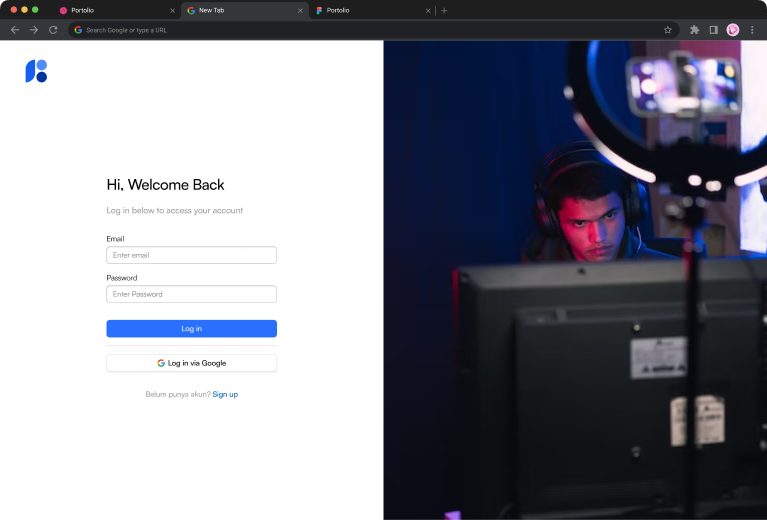 Portolio
New Tab
Portolio
Search Google or type a URL
Hi, Welcome Back
Log in below to access your account
Email
Enter email
Password
Enter Password
Log in
Log in via Google
Belum punya akun? Sign up